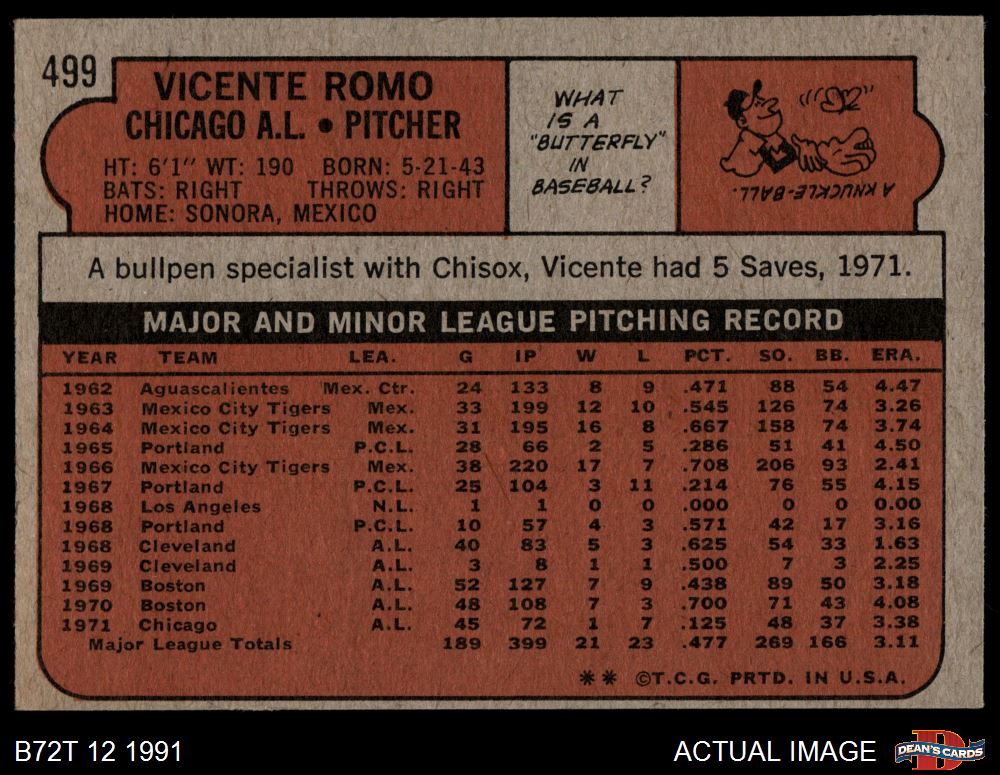 499
VICENTE ROMO
CHICAGO A.L. • PITCHER
HT: 6'1" WT: 190 BORN: 5-21-43
BATS: RIGHT THROWS: RIGHT
HOME: SONORA, MEXICO
WHAT
IS A
"BUTTERFLY"
IN
BASEBALL?
A KNUCKLE-BALL.
A bullpen specialist with Chisox, Vicente had 5 Saves, 1971.
MAJOR AND MINOR LEAGUE PITCHING RECORD
YEAR TEAM LEA. G IP W L PCT. SO. BB. ERA.
1962 Aguascalientes Mex. Ctr. 24 133 8 9 .471 88 54 4.47
1963 Mexico City Tigers Mex. 33 199 12 10 .545 126 74 3.26
1964 Mexico City Tigers Mex. 31 195 16 8 .667 158 74 3.74
1965 Portland P.C.L. 28 66 2 5 .286 51 41 4.50
1966 Mexico City Tigers Mex. 38 220 17 7 .708 206 93 2.41
1967 Portland P.C.L. 25 104 3 11 .214 76 55 4.15
1968 Los Angeles N.L. 1 1 0 0 .000 0 0 0.00
1968 Portland P.C.L. 10 57 4 3 .571 42 17 3.16
1968 Cleveland A.L. 40 83 5 3 .625 54 33 1.63
1969 Cleveland A.L. 3 8 1 1 .500 7 3 2.25
1969 Boston A.L. 52 127 7 9 .438 89 50 3.18
1970 Boston A.L. 48 108 7 3 .700 71 43 4.08
1971 Chicago A.L. 45 72 1 7 .125 48 37 3.38
Major League Totals 189 399 21 23 .477 269 166 3.11
** ©T.C.G. PRTD. IN U.S.A.
B72T 12 1991
ACTUAL IMAGE
DEAN'S CARDS